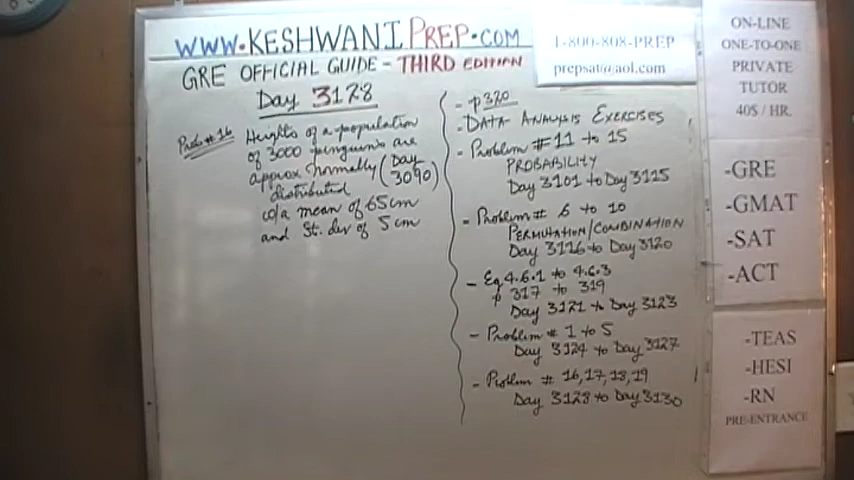 WWW.KESHWANIPREP.COM
GRE OFFICIAL GUIDE - THIRD EDITION
Day 3128
Prob # 16
Heights of a population
of 3000 penguins are
approx normally (Day 3090)
distributed
w/a mean of 65cm
and St. dev of 5 cm
- p 320
- DATA ANALYSIS EXERCISES
- Problem # 11 to 15
PROBABILITY
Day 3101 to Day 3115
- Problem # 6 to 10
PERMUTATION/COMBINATION
Day 3116 to Day 3120
- Eg 4.6.1 to 4.6.3
p 317 to 319
Day 3121 to Day 3123
- Problem # 1 to 5
Day 3124 to Day 3127
- Problem # 16, 17, 18, 19
Day 3128 to Day 3130
1-800-808-PREP
prepsat@aol.com
ON-LINE
ONE-TO-ONE
PRIVATE
TUTOR
40$ / HR.
-GRE
-GMAT
-SAT
-ACT
-TEAS
-HESI
-RN
PRE-ENTRANCE